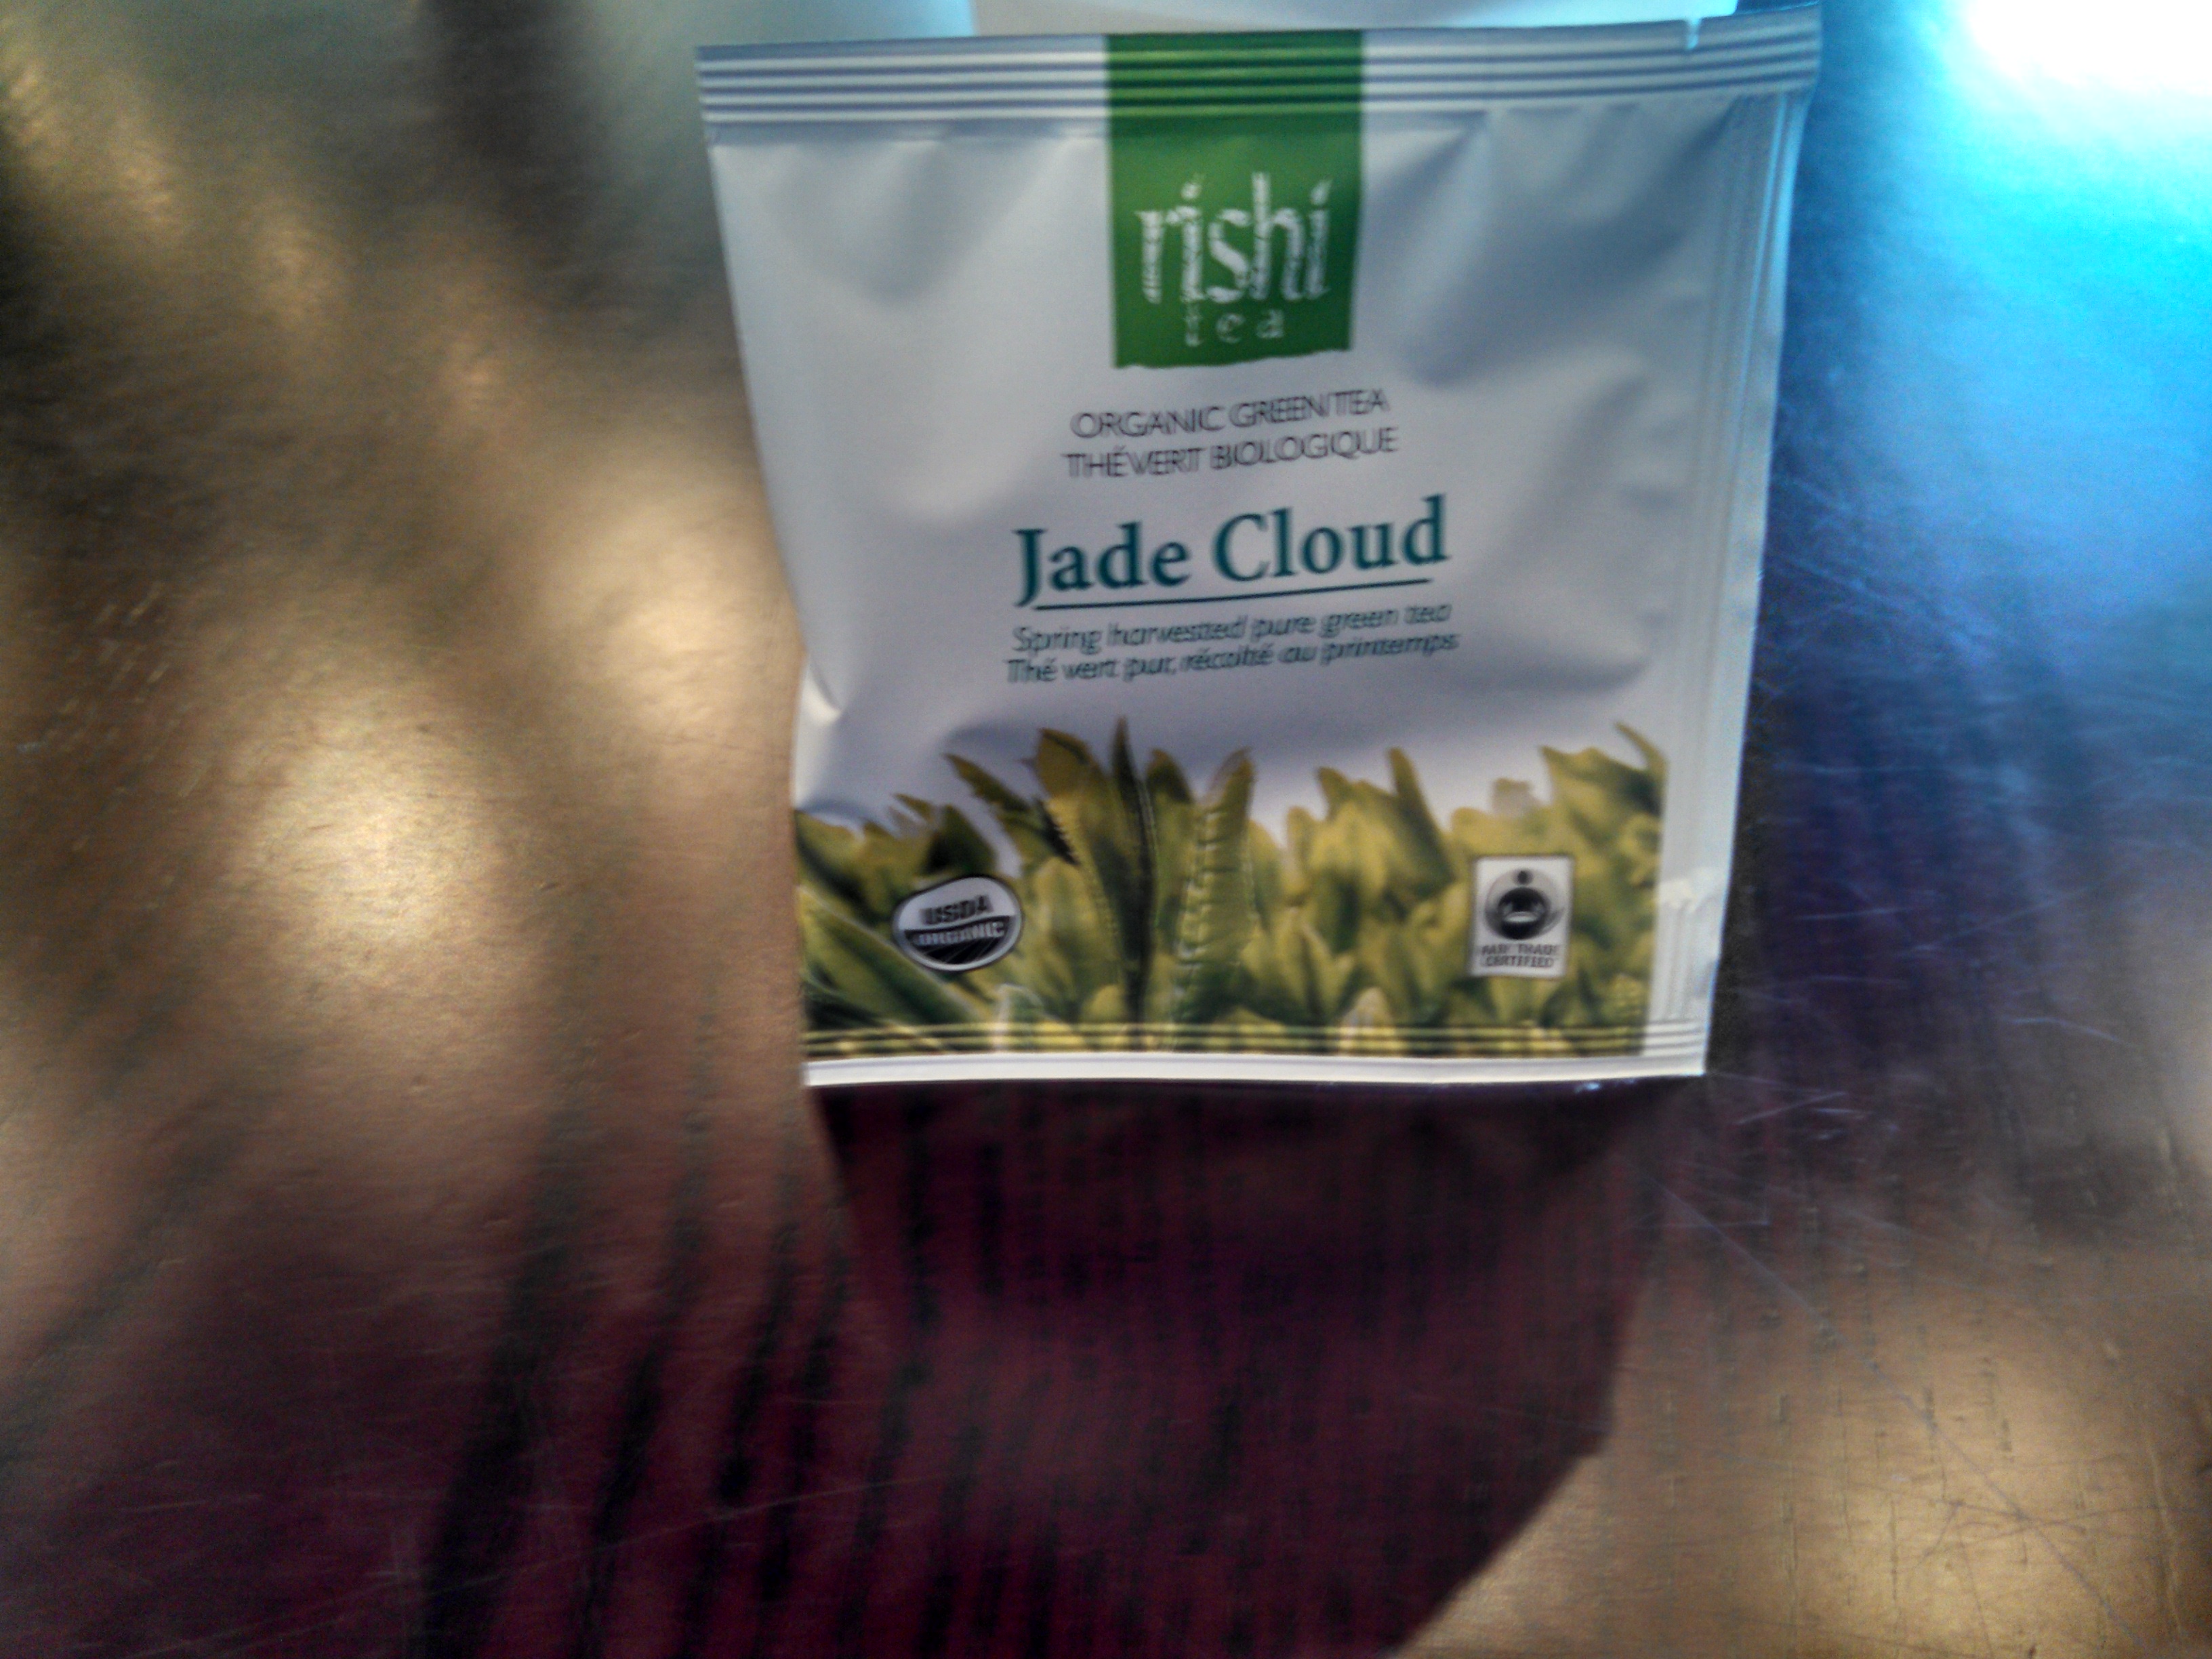 rishi
tea
ORGANIC GREEN TEA
THÉ VERT BIOLOGIQUE
Jade Cloud
Spring harvested pure green tea
Thé vert pur, récolté au printemps
USDA
ORGANIC
FAIR TRADE
CERTIFIED